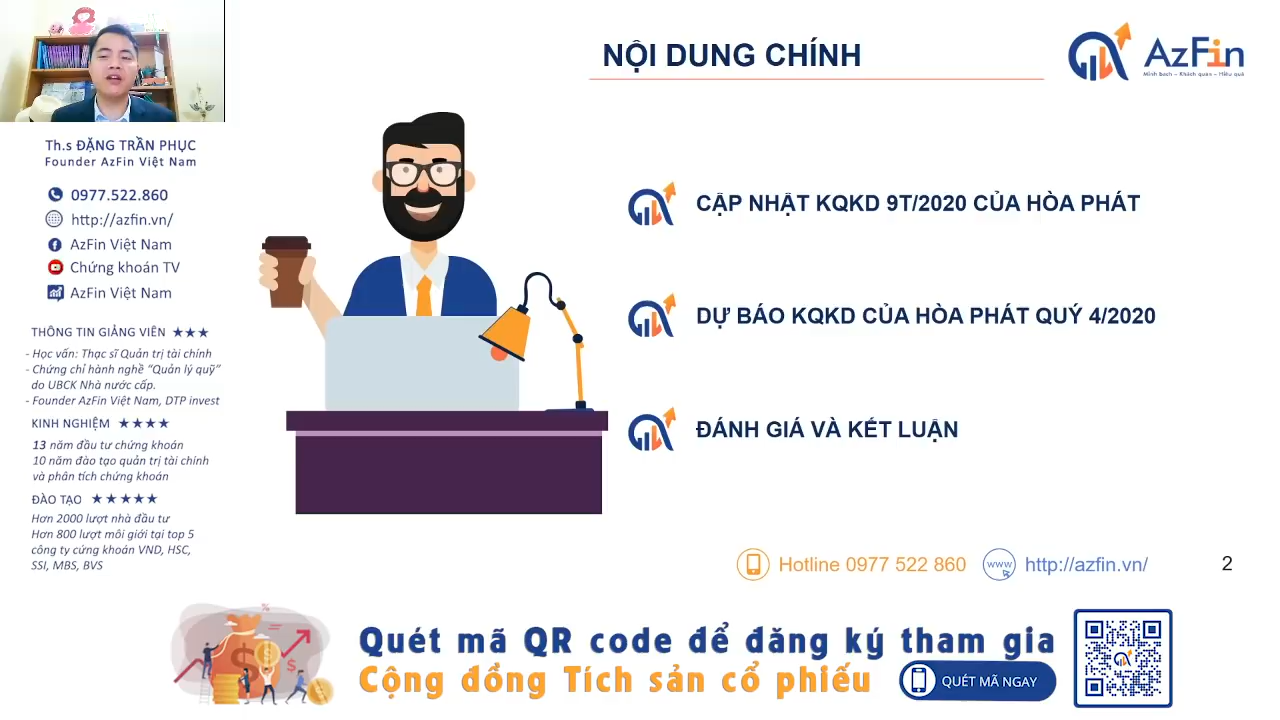 Th.s ĐẶNG TRẦN PHỤC
Founder AzFin Việt Nam
0977.522.860
http://azfin.vn/
AzFin Việt Nam
Chứng khoán TV
AzFin Việt Nam
THÔNG TIN GIẢNG VIÊN ★★★
- Học vấn: Thạc sĩ Quản trị tài chính
- Chứng chỉ hành nghề “Quản lý quỹ”
do UBCK Nhà nước cấp.
- Founder AzFin Việt Nam, DTP invest
KINH NGHIỆM ★★★★
13 năm đầu tư chứng khoán
10 năm đào tạo quản trị tài chính
và phân tích chứng khoán
ĐÀO TẠO ★★★★★
Hơn 2000 lượt nhà đầu tư
Hơn 800 lượt môi giới tại top 5
công ty cứng khoán VND, HSC,
SSI, MBS, BVS
NỘI DUNG CHÍNH
AzFin
Minh bạch – Khách quan – Hiệu quả
CẬP NHẬT KQKD 9T/2020 CỦA HÒA PHÁT
DỰ BÁO KQKD CỦA HÒA PHÁT QUÝ 4/2020
ĐÁNH GIÁ VÀ KẾT LUẬN
Hotline 0977 522 860
www
http://azfin.vn/
2
Quét mã QR code để đăng ký tham gia
Cộng đồng Tích sản cổ phiếu
QUÉT MÃ NGAY